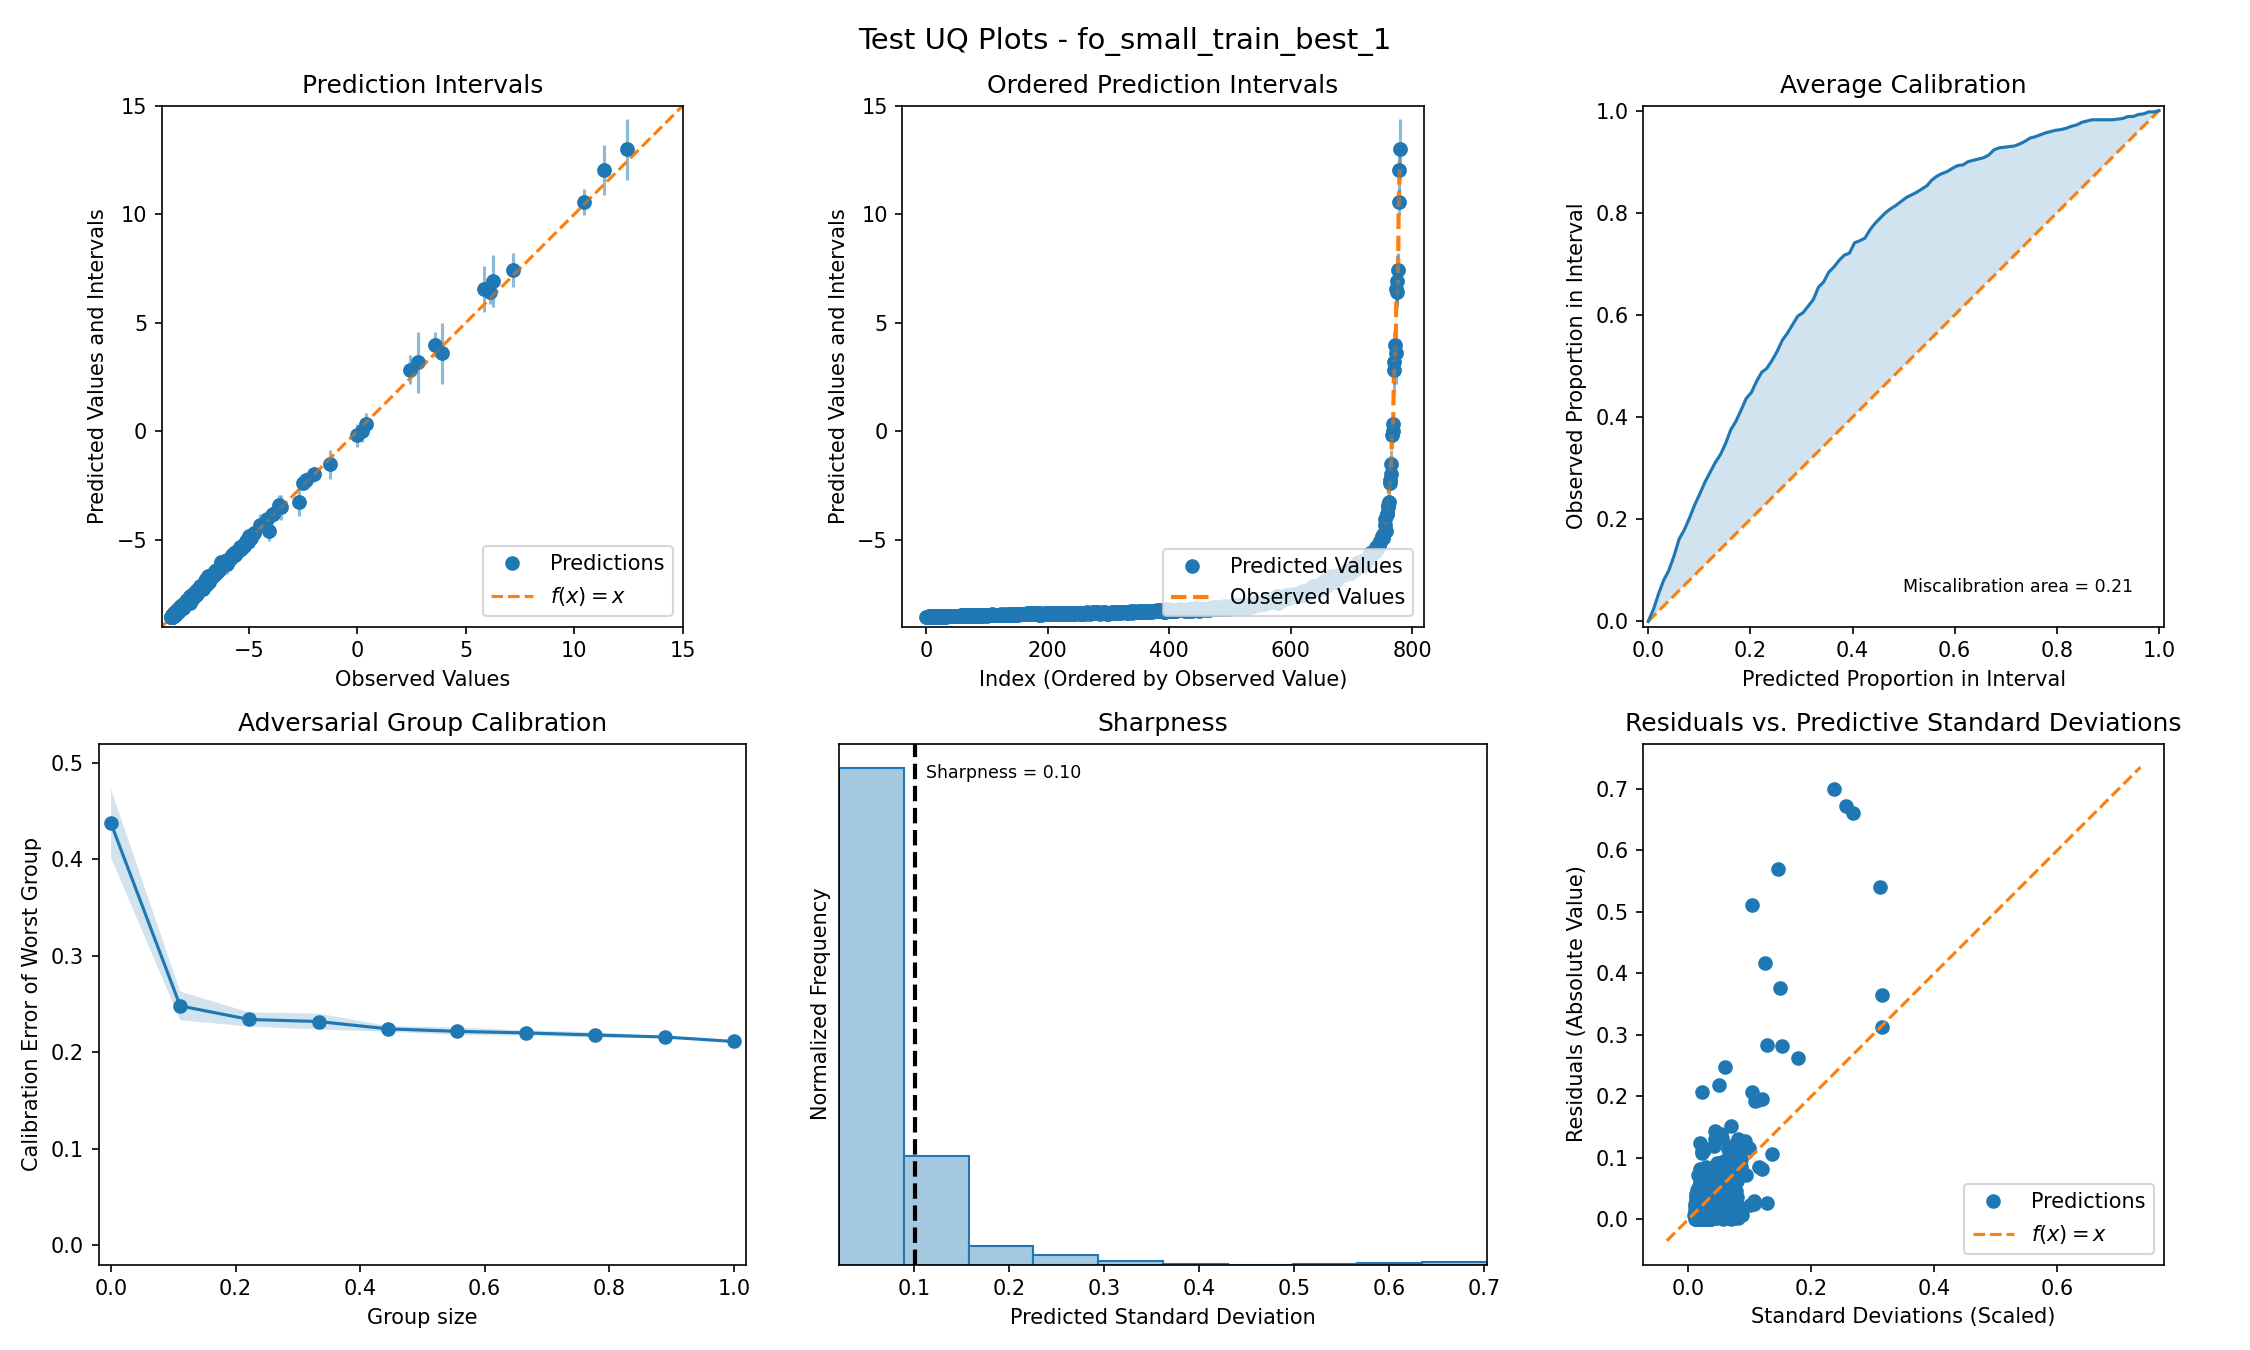 Test UQ Plots - fo_small_train_best_1
Prediction Intervals
Predicted Values and Intervals
15
10
5
0
−5
−5
0
5
10
15
Observed Values
Predictions
f(x) = x
Ordered Prediction Intervals
Predicted Values and Intervals
15
10
5
0
−5
0
200
400
600
800
Index (Ordered by Observed Value)
Predicted Values
Observed Values
Average Calibration
Observed Proportion in Interval
1.0
0.8
0.6
0.4
0.2
0.0
0.0
0.2
0.4
0.6
0.8
1.0
Predicted Proportion in Interval
Miscalibration area = 0.21
Adversarial Group Calibration
Calibration Error of Worst Group
0.5
0.4
0.3
0.2
0.1
0.0
0.0
0.2
0.4
0.6
0.8
1.0
Group size
Sharpness
Normalized Frequency
Sharpness = 0.10
0.1
0.2
0.3
0.4
0.5
0.6
0.7
Predicted Standard Deviation
Residuals vs. Predictive Standard Deviations
Residuals (Absolute Value)
0.7
0.6
0.5
0.4
0.3
0.2
0.1
0.0
0.0
0.2
0.4
0.6
Standard Deviations (Scaled)
Predictions
f(x) = x